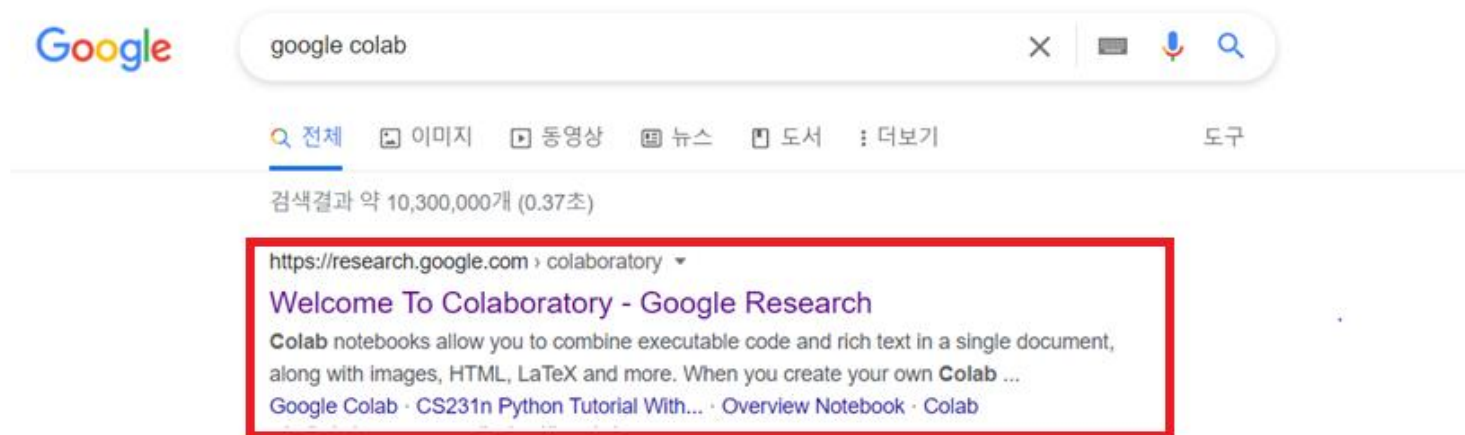 Google
google colab
전체 이미지 동영상 뉴스 도서 더보기 도구
검색결과 약 10,300,000개 (0.37초)
https://research.google.com › colaboratory
Welcome To Colaboratory - Google Research
Colab notebooks allow you to combine executable code and rich text in a single document,
along with images, HTML, LaTeX and more. When you create your own Colab ...
Google Colab · CS231n Python Tutorial With... · Overview Notebook · Colab